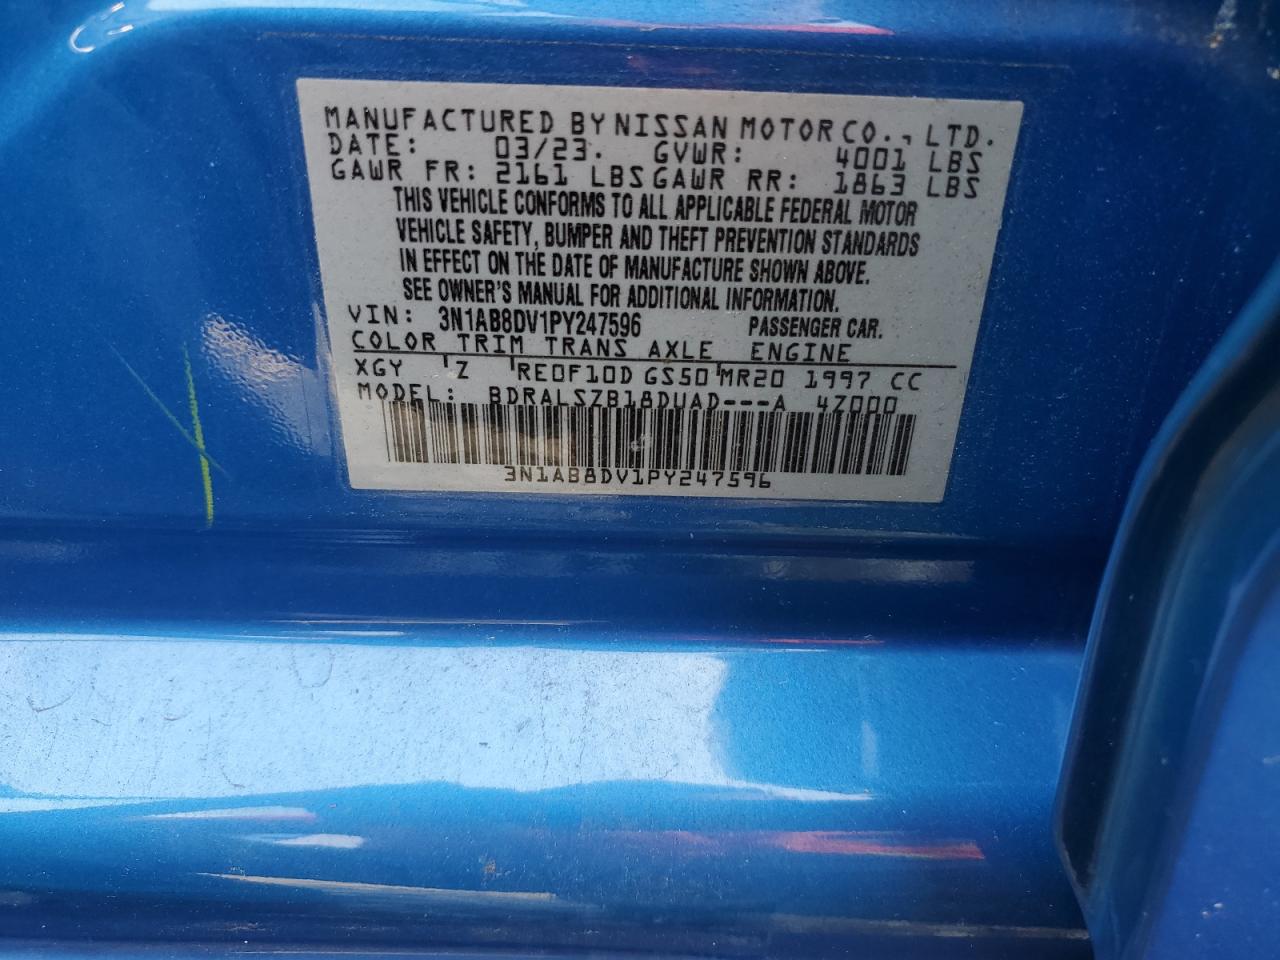 MANUFACTURED BY NISSAN MOTOR CO., LTD.
DATE: 03/23. GVWR: 4001 LBS
GAWR FR: 2161 LBS GAWR RR: 1863 LBS
THIS VEHICLE CONFORMS TO ALL APPLICABLE FEDERAL MOTOR
VEHICLE SAFETY, BUMPER AND THEFT PREVENTION STANDARDS
IN EFFECT ON THE DATE OF MANUFACTURE SHOWN ABOVE.
SEE OWNER'S MANUAL FOR ADDITIONAL INFORMATION.
VIN: 3N1AB8DV1PY247596 PASSENGER CAR.
COLOR TRIM TRANS AXLE ENGINE
XGY Z RE0F10D GS50 MR20 1997 CC
MODEL: BDRALSZB18DUAD---A 4Z000
3N1AB8DV1PY247596